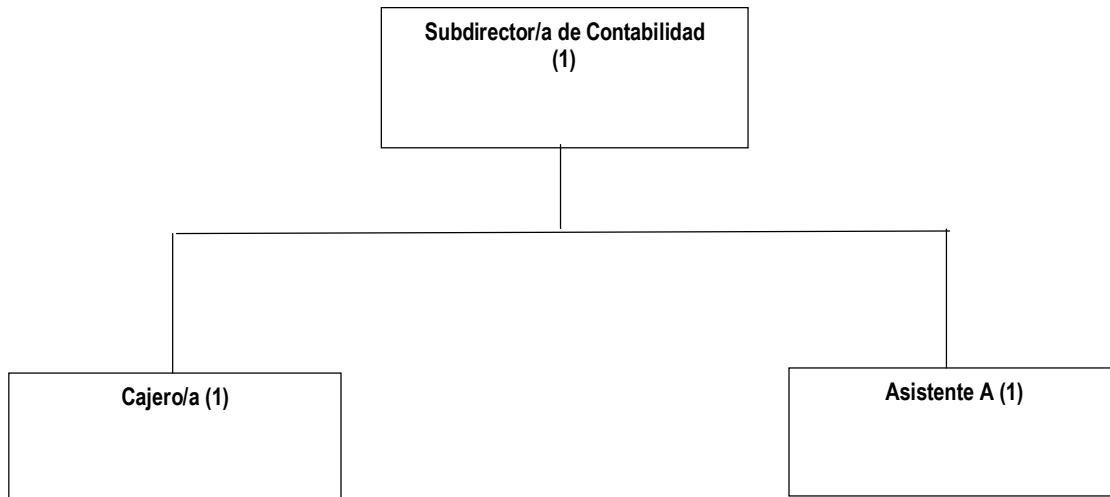 Subdirector/a de Contabilidad
(1)
Cajero/a (1)
Asistente A (1)